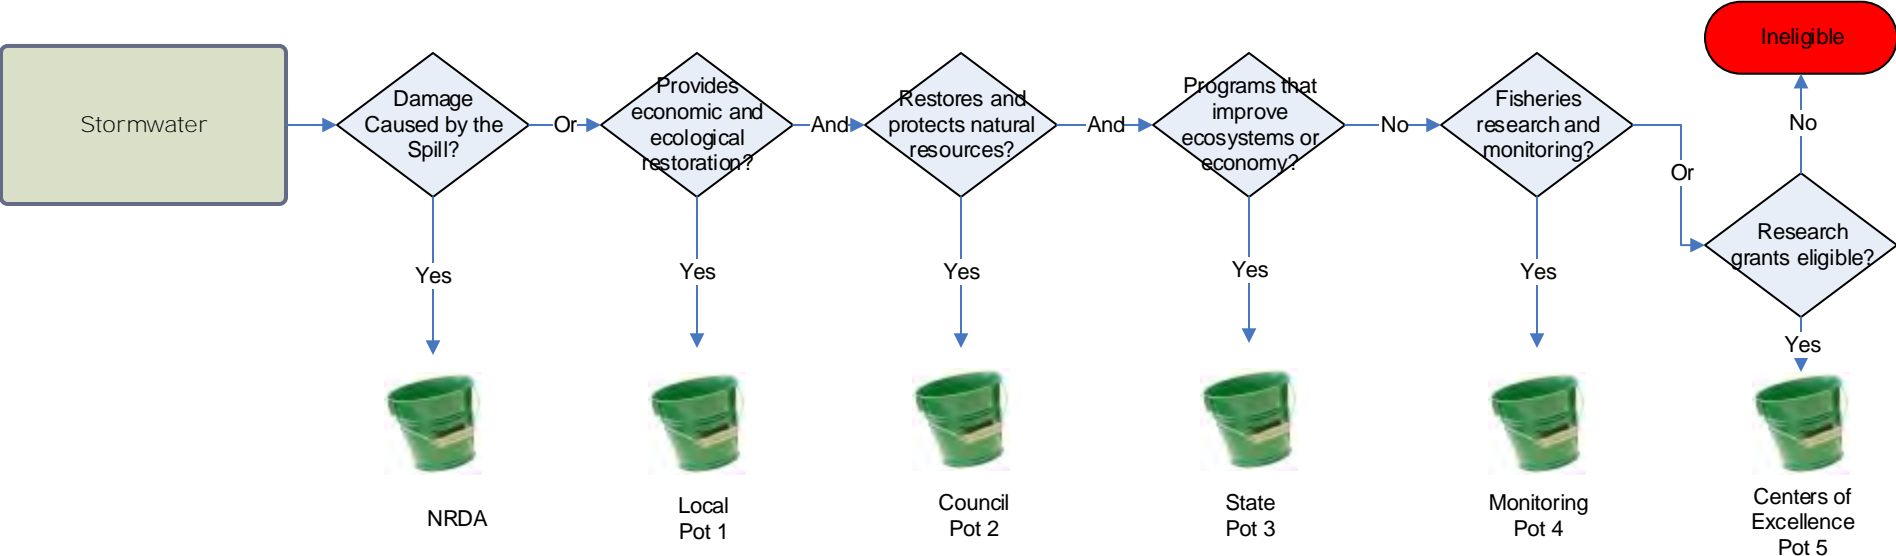 Stormwater
Damage
Caused by the
Spill?
Or
Provides
economic and
ecological
restoration?
And
Restores and
protects natural
resources?
And
Programs that
improve
ecosystems or
economy?
No
Fisheries
research and
monitoring?
Or
Ineligible
No
Research
grants eligible?
Yes
Yes
Yes
Yes
Yes
Yes
NRDA
Local
Pot 1
Council
Pot 2
State
Pot 3
Monitoring
Pot 4
Centers of
Excellence
Pot 5